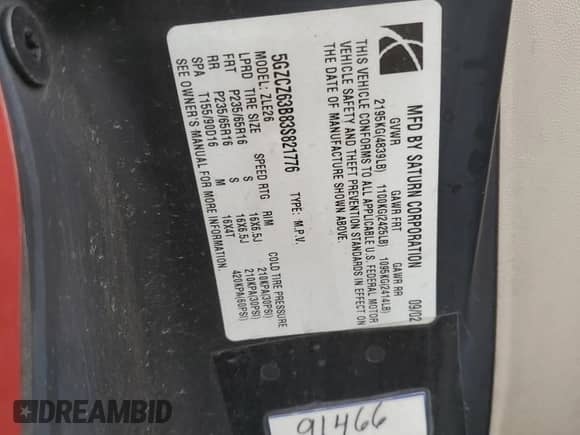 MFD BY SATURN CORPORATION 09/02
GVWR GAWR FRT GAWR RR
2195KG(4839LB) 1100KG(2425LB) 1095KG(2414LB)
THIS VEHICLE CONFORMS TO ALL APPLICABLE U.S. FEDERAL MOTOR
VEHICLE SAFETY AND THEFT PREVENTION STANDARDS IN EFFECT ON
THE DATE OF MANUFACTURE SHOWN ABOVE.
5GZCZ63B83S821776 TYPE: M.P.V.
MODEL: ZLE26
LPRD TIRE SIZE SPEED RTG RIM COLD TIRE PRESSURE
FRT P235/65R16 S 16X6.5J 210KPA(30PSI)
RR P235/65R16 S 16X6.5J 210KPA(30PSI)
SPA T155/90D16 M 16X4T 420KPA(60PSI)
SEE OWNER'S MANUAL FOR MORE INFORMATION.
91466
DREAMBID